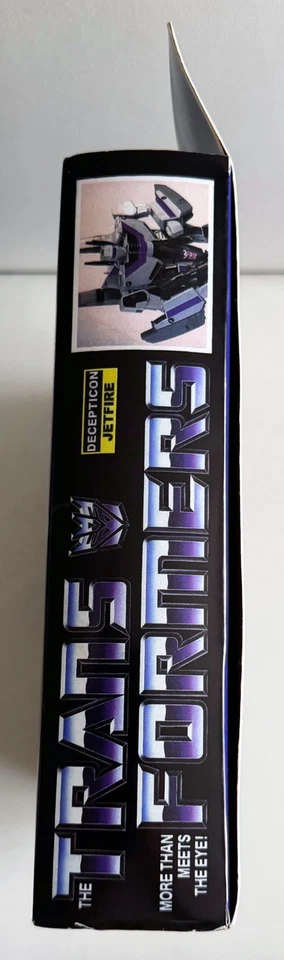 THE
TRANS
FORMERS
MORE THAN
MEETS
THE EYE!
DECEPTICON
JETFIRE